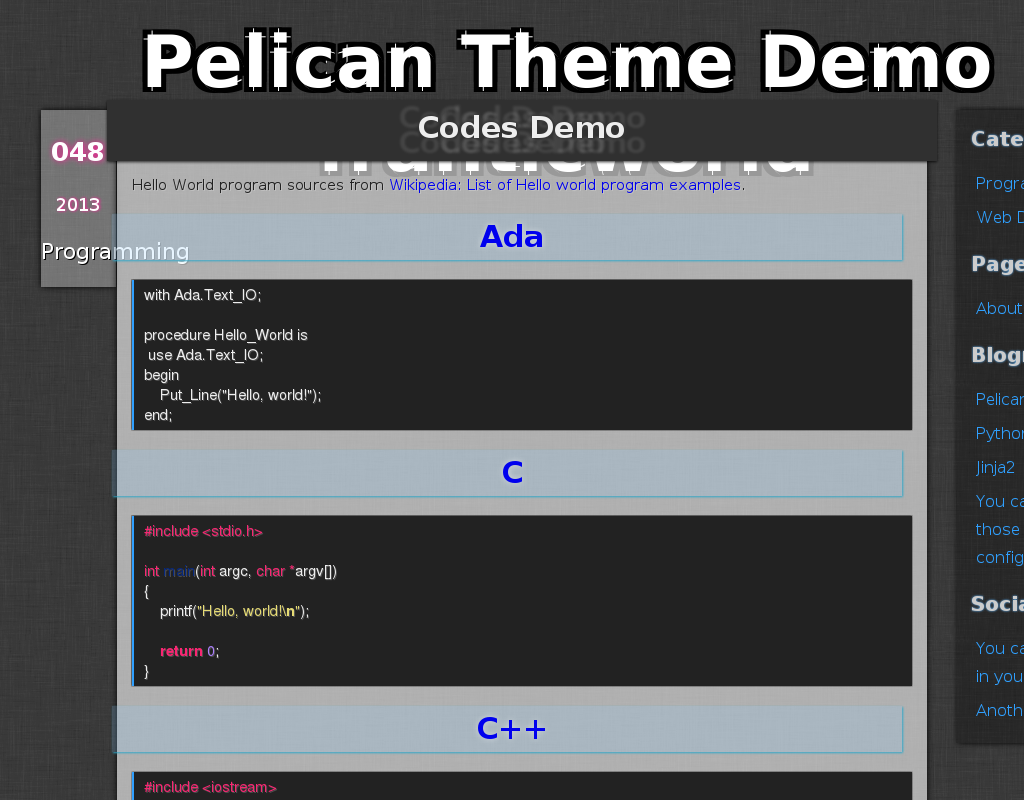 Pelican Theme Demo
Codes Demo
048
2013
Programming
Hello World program sources from Wikipedia: List of Hello world program examples.
Ada
with Ada.Text_IO;
procedure Hello_World is
use Ada.Text_IO;
begin
Put_Line("Hello, world!");
end;
C
#include <stdio.h>
int main(int argc, char *argv[])
{
printf("Hello, world!\n");
return 0;
}
C++
#include <iostream>
Cate
Progra
Web D
Page
About
Blog
Pelican
Python
Jinja2
You ca
those
config
Socia
You ca
in you
Anoth